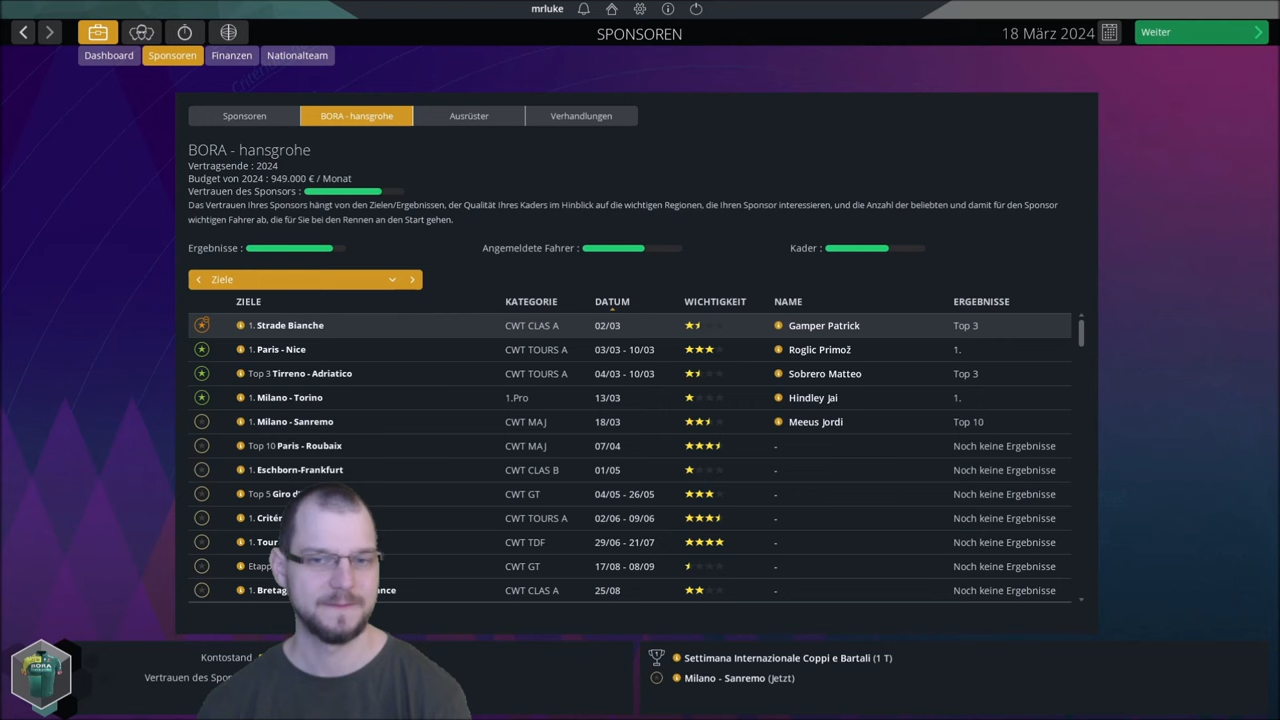 mrluke
SPONSOREN
18 März 2024
Weiter
Dashboard
Sponsoren
Finanzen
Nationalteam
Sponsoren
BORA - hansgrohe
Ausrüster
Verhandlungen
BORA - hansgrohe
Vertragsende : 2024
Budget von 2024 : 949.000 € / Monat
Vertrauen des Sponsors :
Das Vertrauen Ihres Sponsors hängt von den Zielen/Ergebnissen, der Qualität Ihres Kaders im Hinblick auf die wichtigen Regionen, die Ihren Sponsor interessieren, und die Anzahl der beliebten und damit für den Sponsor
wichtigen Fahrer ab, die für Sie bei den Rennen an den Start gehen.
Ergebnisse : Angemeldete Fahrer : Kader :
Ziele
ZIELE KATEGORIE DATUM WICHTIGKEIT NAME ERGEBNISSE
1. Strade Bianche CWT CLAS A 02/03 Gamper Patrick Top 3
1. Paris - Nice CWT TOURS A 03/03 - 10/03 Roglic Primož 1.
Top 3 Tirreno - Adriatico CWT TOURS A 04/03 - 10/03 Sobrero Matteo Top 3
1. Milano - Torino 1.Pro 13/03 Hindley Jai 1.
1. Milano - Sanremo CWT MAJ 18/03 Meeus Jordi Top 10
Top 10 Paris - Roubaix CWT MAJ 07/04 - Noch keine Ergebnisse
1. Eschborn-Frankfurt CWT CLAS B 01/05 - Noch keine Ergebnisse
Top 5 Giro CWT GT 04/05 - 26/05 - Noch keine Ergebnisse
1. CWT TOURS A 02/06 - 09/06 - Noch keine Ergebnisse
1. Tour CWT TDF 29/06 - 21/07 - Noch keine Ergebnisse
CWT GT 17/08 - 08/09 - Noch keine Ergebnisse
1. CWT CLAS A 25/08 - Noch keine Ergebnisse
Kontostand
Settimana Internazionale Coppi e Bartali (1 T)
Vertrauen des
Milano - Sanremo (Jetzt)
BORA